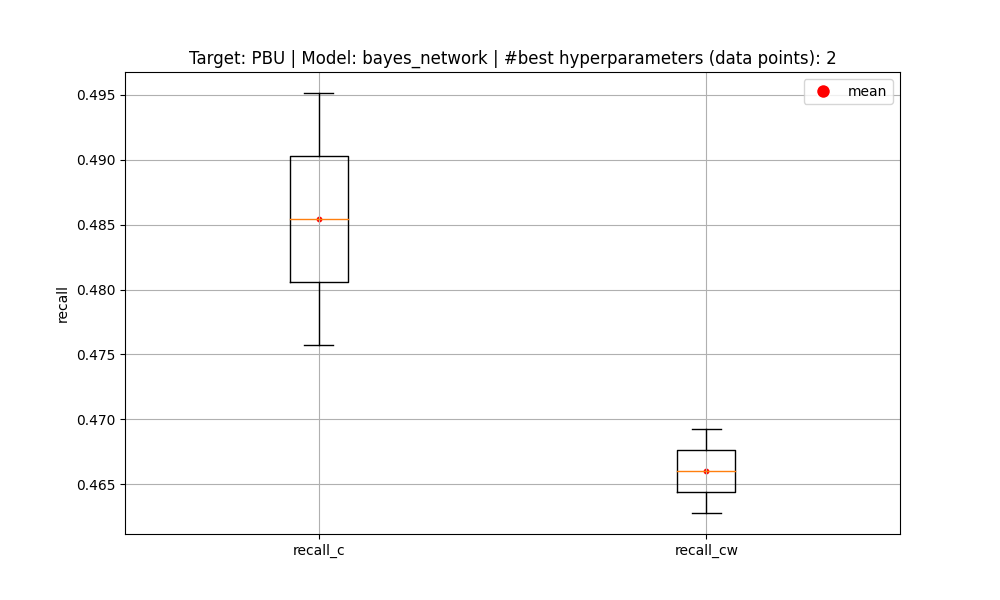 Target: PBU | Model: bayes_network | #best hyperparameters (data points): 2
mean
0.495
0.490
0.485
0.480
0.475
0.470
0.465
recall
recall_c
recall_cw